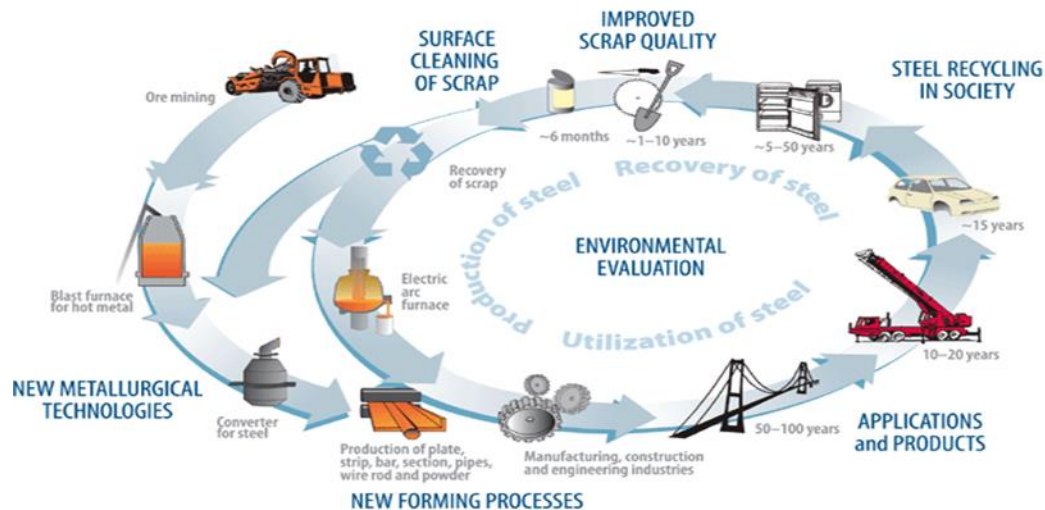 IMPROVED
SCRAP QUALITY
SURFACE
CLEANING
OF SCRAP
STEEL RECYCLING
IN SOCIETY
Ore mining
~6 months
~1–10 years
~5–50 years
Recovery
of scrap
~15 years
Production of steel
Recovery of steel
Utilization of steel
ENVIRONMENTAL
EVALUATION
Blast furnace
for hot metal
Electric
arc
furnace
10–20 years
NEW METALLURGICAL
TECHNOLOGIES
Converter
for steel
Production of plate,
strip, bar, section, pipes,
wire rod and powder
Manufacturing, construction
and engineering industries
50–100 years
APPLICATIONS
and PRODUCTS
NEW FORMING PROCESSES